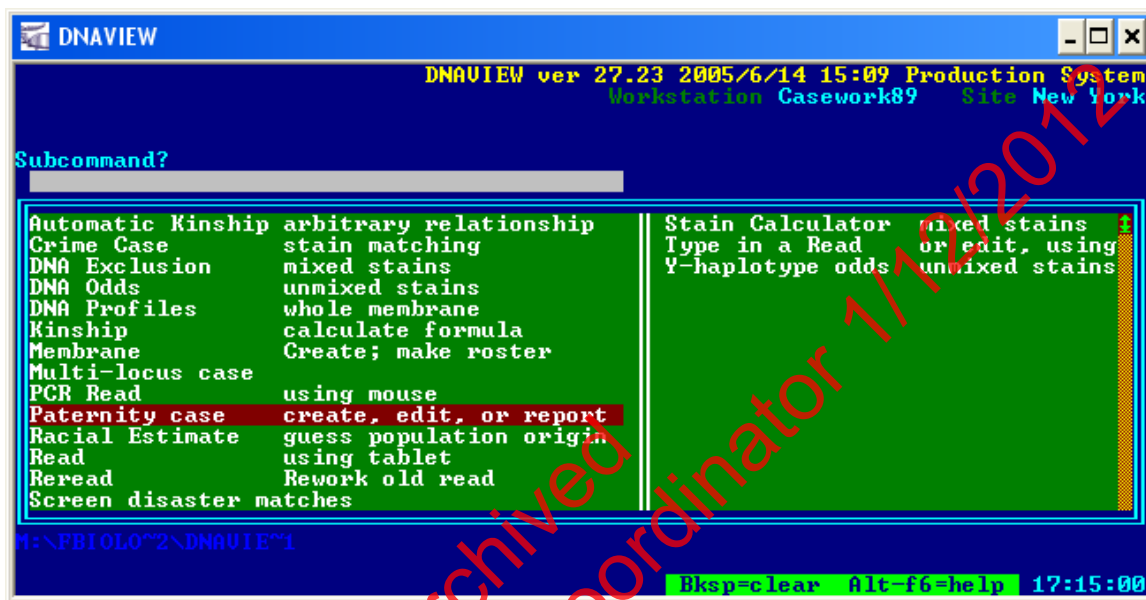 DNAVIEW
DNAVIEW ver 27.23 2005/6/14 15:09 Production System
Workstation Casework89 Site New York
Subcommand?
Automatic Kinship arbitrary relationship
Crime Case stain matching
DNA Exclusion mixed stains
DNA Odds unmixed stains
DNA Profiles whole membrane
Kinship calculate formula
Membrane Create; make roster
Multi-locus case
PCR Read using mouse
Paternity case create, edit, or report
Racial Estimate guess population origin
Read using tablet
Reread Rework old read
Screen disaster matches
Stain Calculator mixed stains
Type in a Read or edit, using
Y-haplotype odds unmixed stains
M:\FBIOLO~2\DNAVIE~1
Bksp=clear Alt-f6=help 17:15:00
rchived
ordinator 1/12/2012